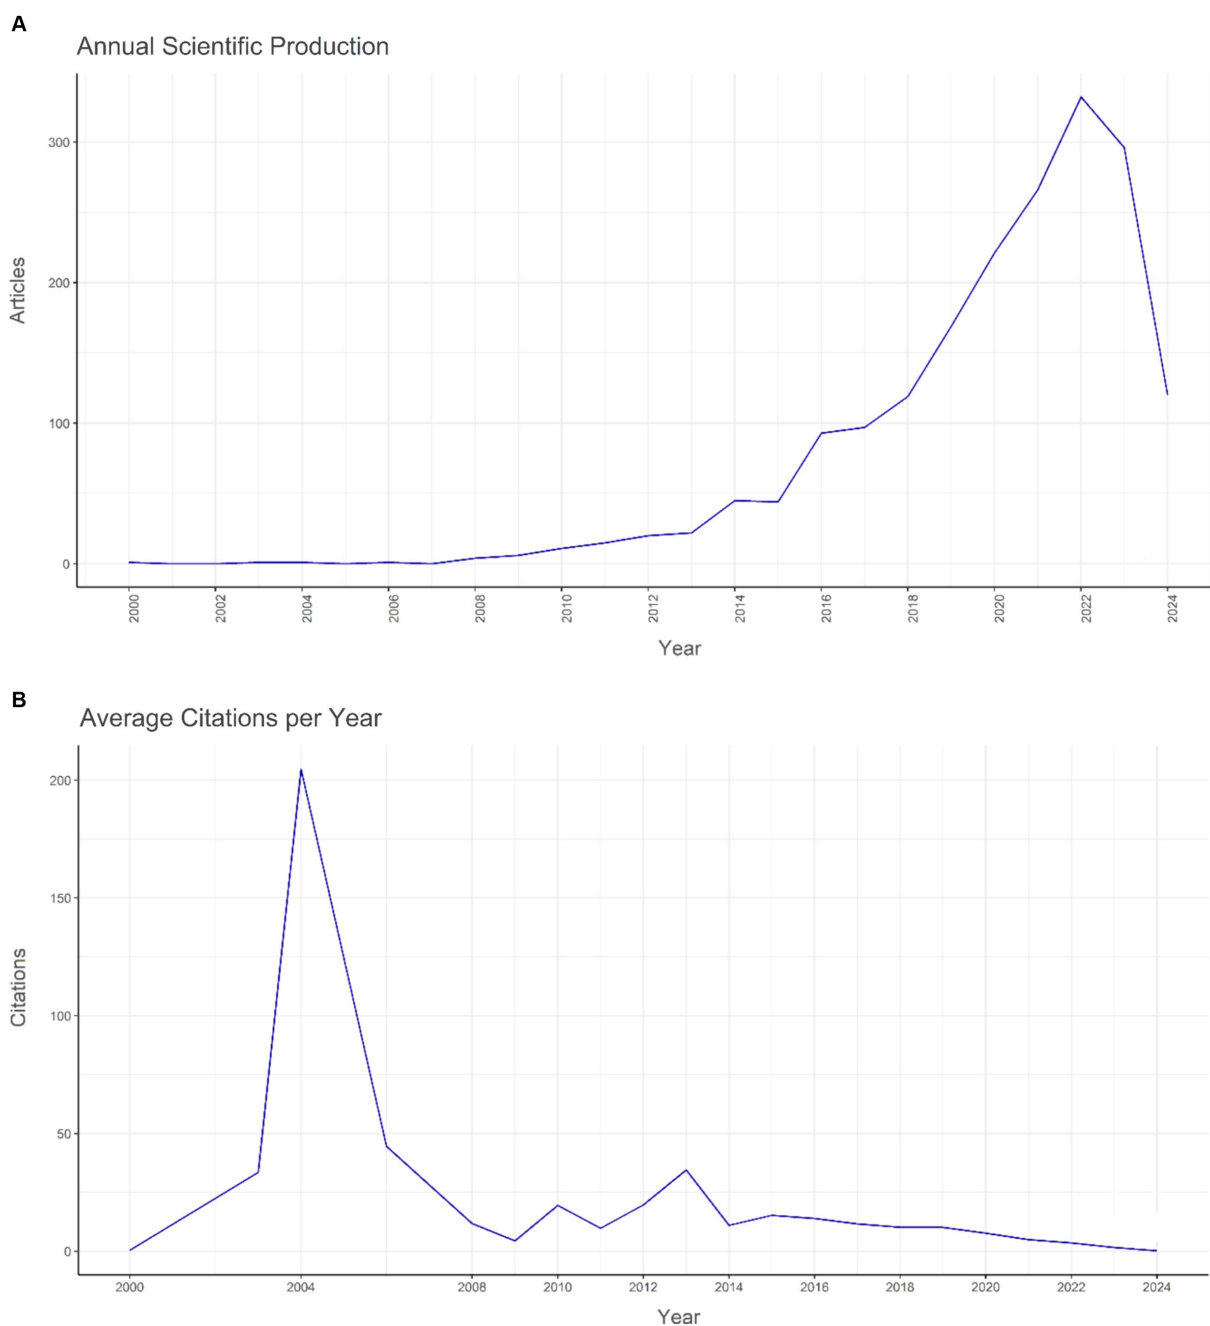 A
Annual Scientific Production
Articles
300
200
100
0
2000 2002 2004 2006 2008 2010 2012 2014 2016 2018 2020 2022 2024
Year
B
Average Citations per Year
Citations
200
150
100
50
0
2000 2004 2008 2010 2012 2014 2016 2018 2020 2022 2024
Year